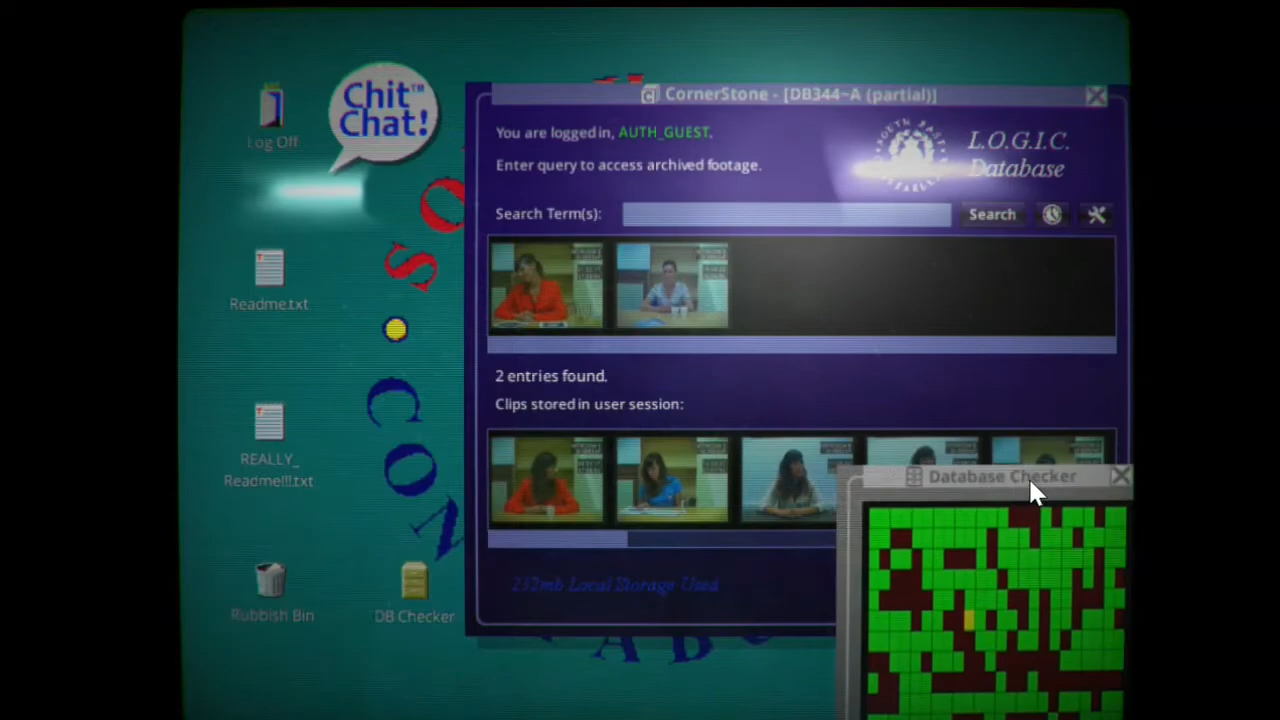 Chit™
Chat!
Log Off
Readme.txt
REALLY_
Readme!!!.txt
Rubbish Bin
DB Checker
CornerStone - [DB344~A (partial)]
You are logged in, AUTH_GUEST.
Enter query to access archived footage.
L.O.G.I.C.
Database
Search Term(s):
Search
2 entries found.
Clips stored in user session:
232mb Local Storage Used
Database Checker
S
O
C
O
N
A
B